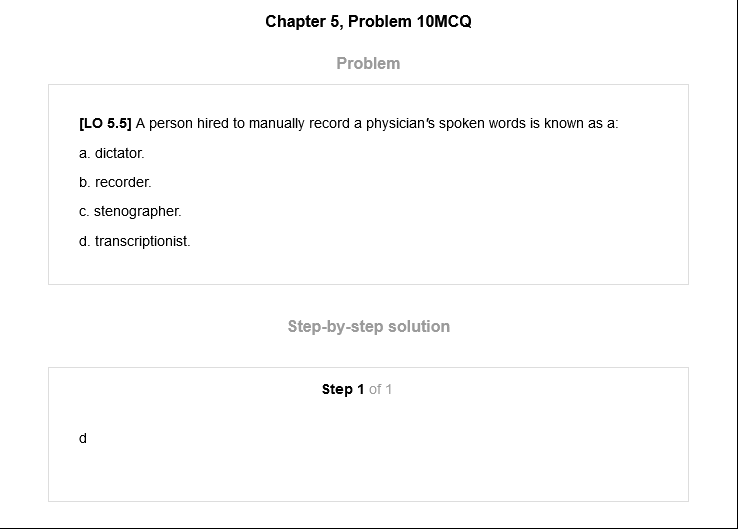 Chapter 5, Problem 10MCQ
Problem
[LO 5.5] A person hired to manually record a physician's spoken words is known as a:
a. dictator.
b. recorder.
c. stenographer.
d. transcriptionist.
Step-by-step solution
Step 1 of 1
d